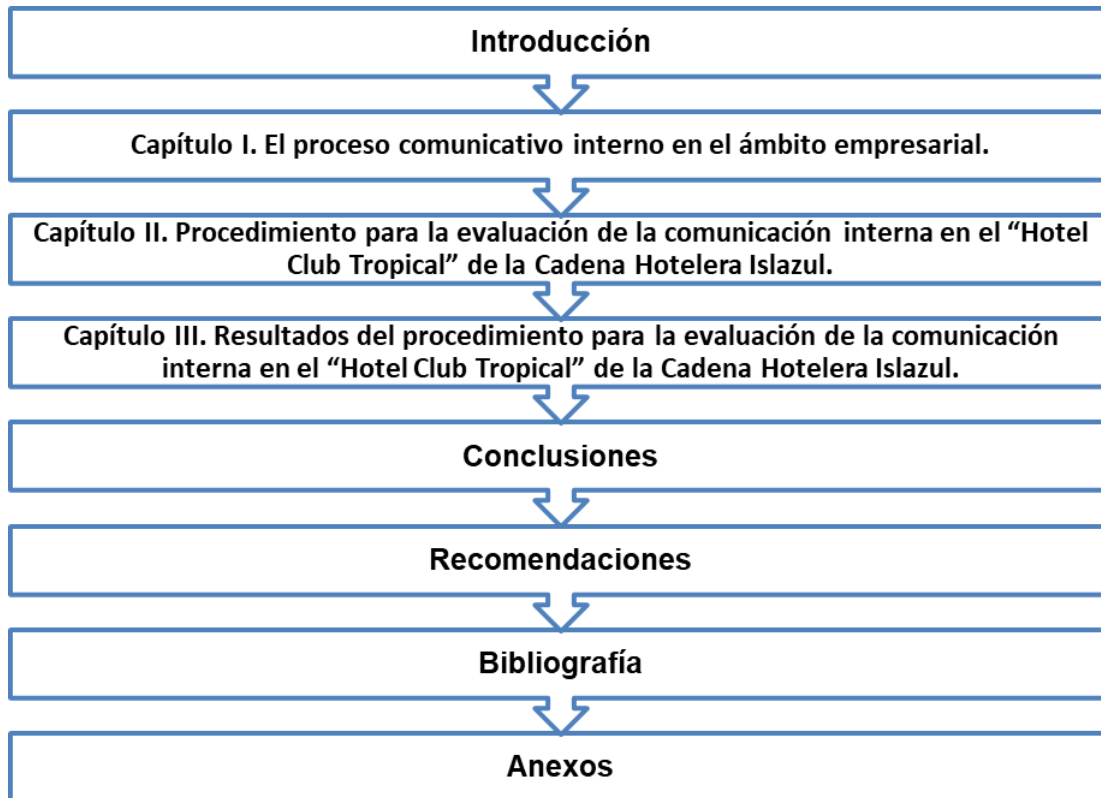 Introducción
Capítulo I. El proceso comunicativo interno en el ámbito empresarial.
Capítulo II. Procedimiento para la evaluación de la comunicación interna en el “Hotel
Club Tropical” de la Cadena Hotelera Islazul.
Capítulo III. Resultados del procedimiento para la evaluación de la comunicación
interna en el “Hotel Club Tropical” de la Cadena Hotelera Islazul.
Conclusiones
Recomendaciones
Bibliografía
Anexos